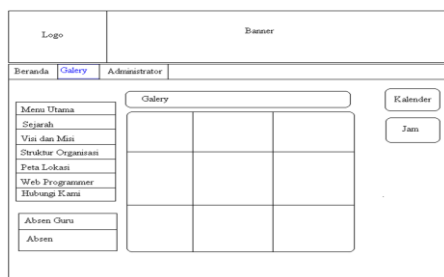 Logo
Banner
Beranda
Galery
Administrator
Menu Utama
Sejarah
Visi dan Misi
Struktur Organisasi
Peta Lokasi
Web Programmer
Hubungi Kami
Absen Guru
Absen
Galery
Kalender
Jam